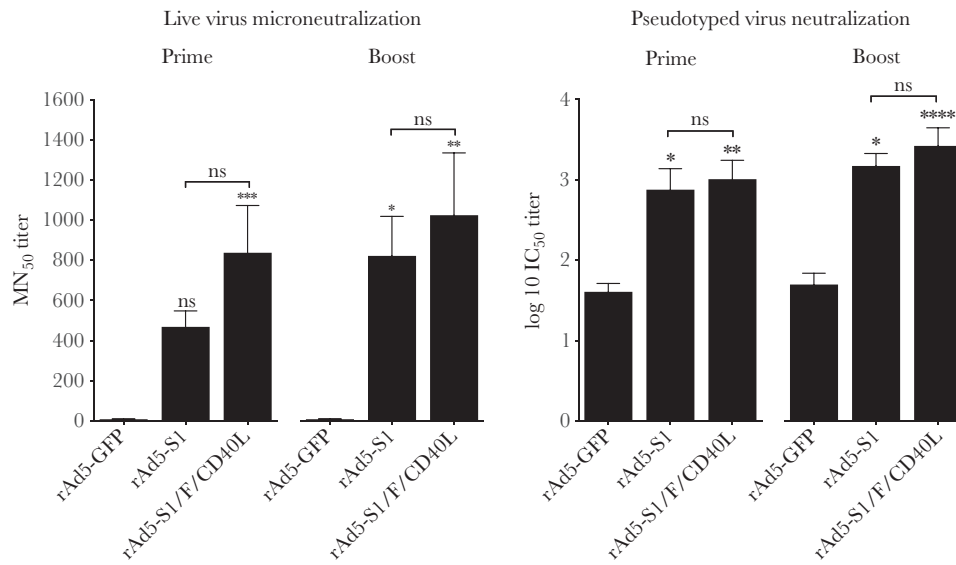 Live virus microneutralization
Prime
Boost
MN50 titer
1600
1400
1200
1000
800
600
400
200
0
ns
ns
***
ns
*
**
rAd5-GFP
rAd5-S1
rAd5-S1/F/CD40L
rAd5-GFP
rAd5-S1
rAd5-S1/F/CD40L
Pseudotyped virus neutralization
Prime
Boost
log 10 IC50 titer
4
3
2
1
0
ns
*
**
ns
*
****
rAd5-GFP
rAd5-S1
rAd5-S1/F/CD40L
rAd5-GFP
rAd5-S1
rAd5-S1/F/CD40L